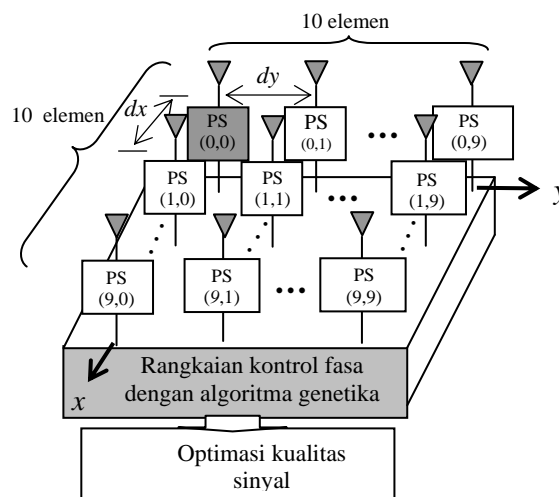 10 elemen
10 elemen
dx
dy
PS
(0,0)
PS
(0,1)
PS
(0,9)
PS
(1,0)
PS
(1,1)
PS
(1,9)
y
PS
(9,0)
PS
(9,1)
PS
(9,9)
x
Rangkaian kontrol fasa
dengan algoritma genetika
Optimasi kualitas
sinyal